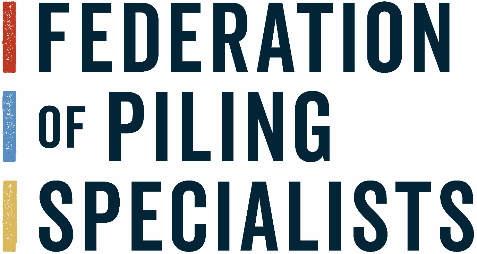 FEDERATION
OF PILING
SPECIALISTS